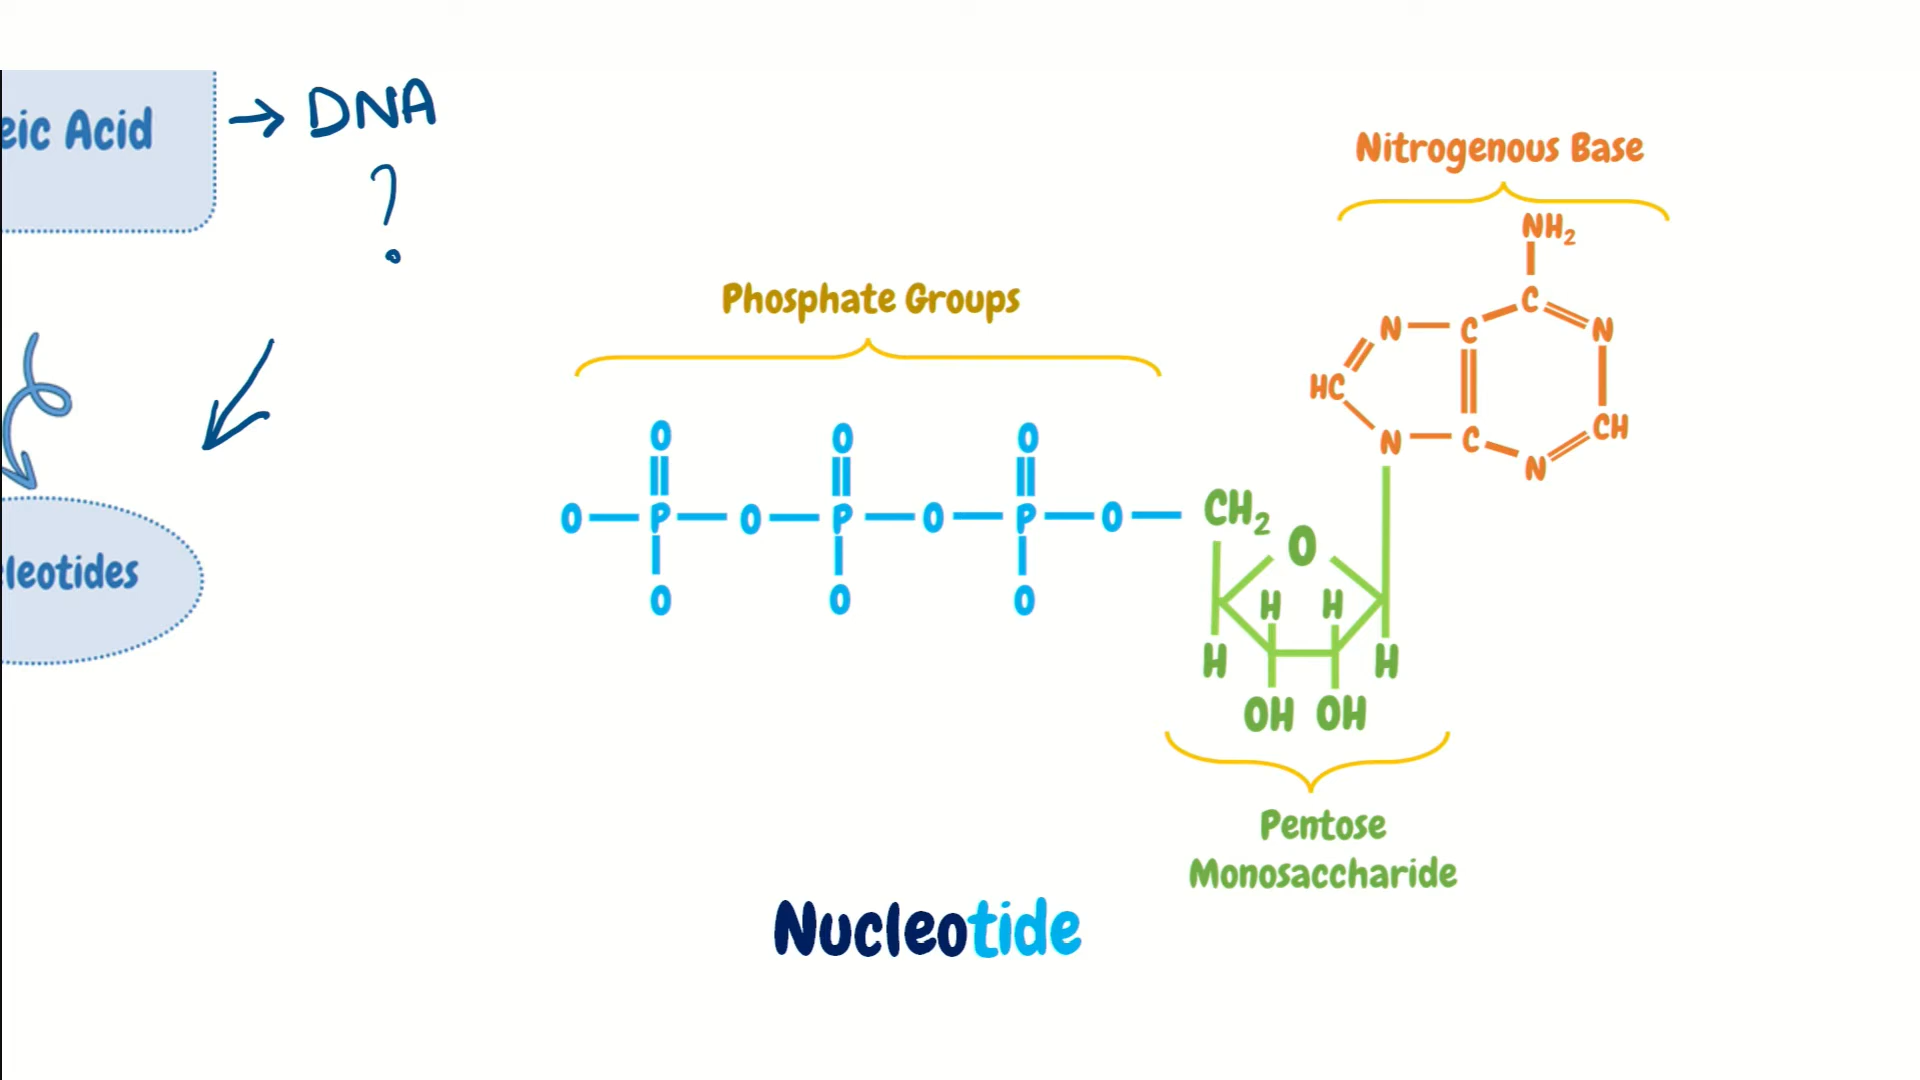 eic Acid
→ DNA
?
leotides
Nitrogenous Base
NH₂
C
N C N
HC
N C CH
N
Phosphate Groups
O O O
O P O P O P O CH₂
O
O O O
H H
H H
OH OH
Pentose
Monosaccharide
Nucleotide